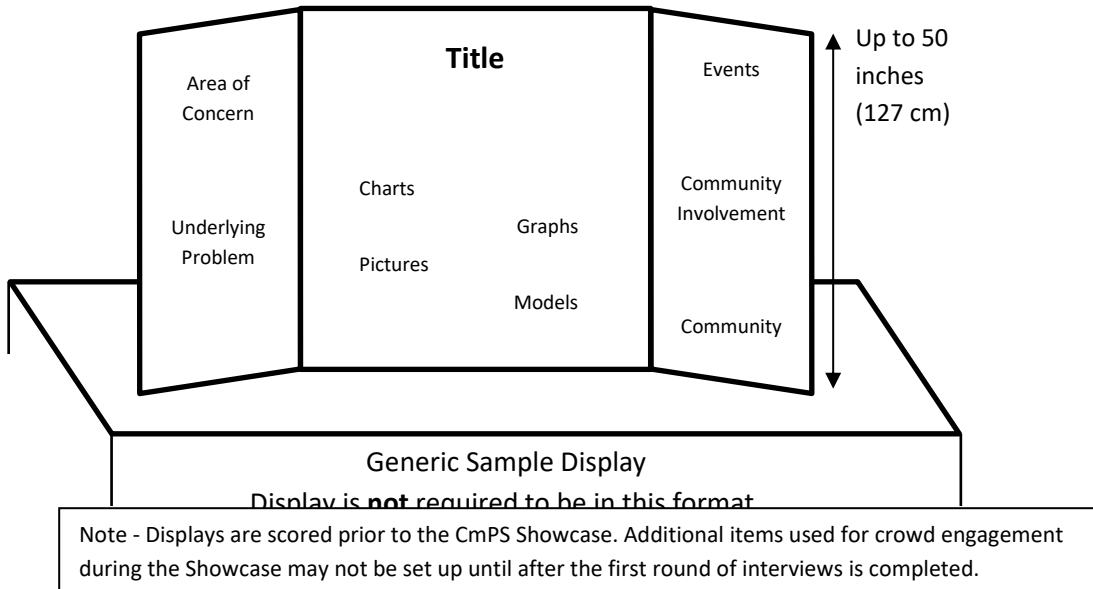 Title
Area of
Concern
Underlying
Problem
Charts
Graphs
Pictures
Models
Events
Community
Involvement
Community
Up to 50
inches
(127 cm)
Generic Sample Display
Display is not required to be in this format
Note - Displays are scored prior to the CmPS Showcase. Additional items used for crowd engagement
during the Showcase may not be set up until after the first round of interviews is completed.